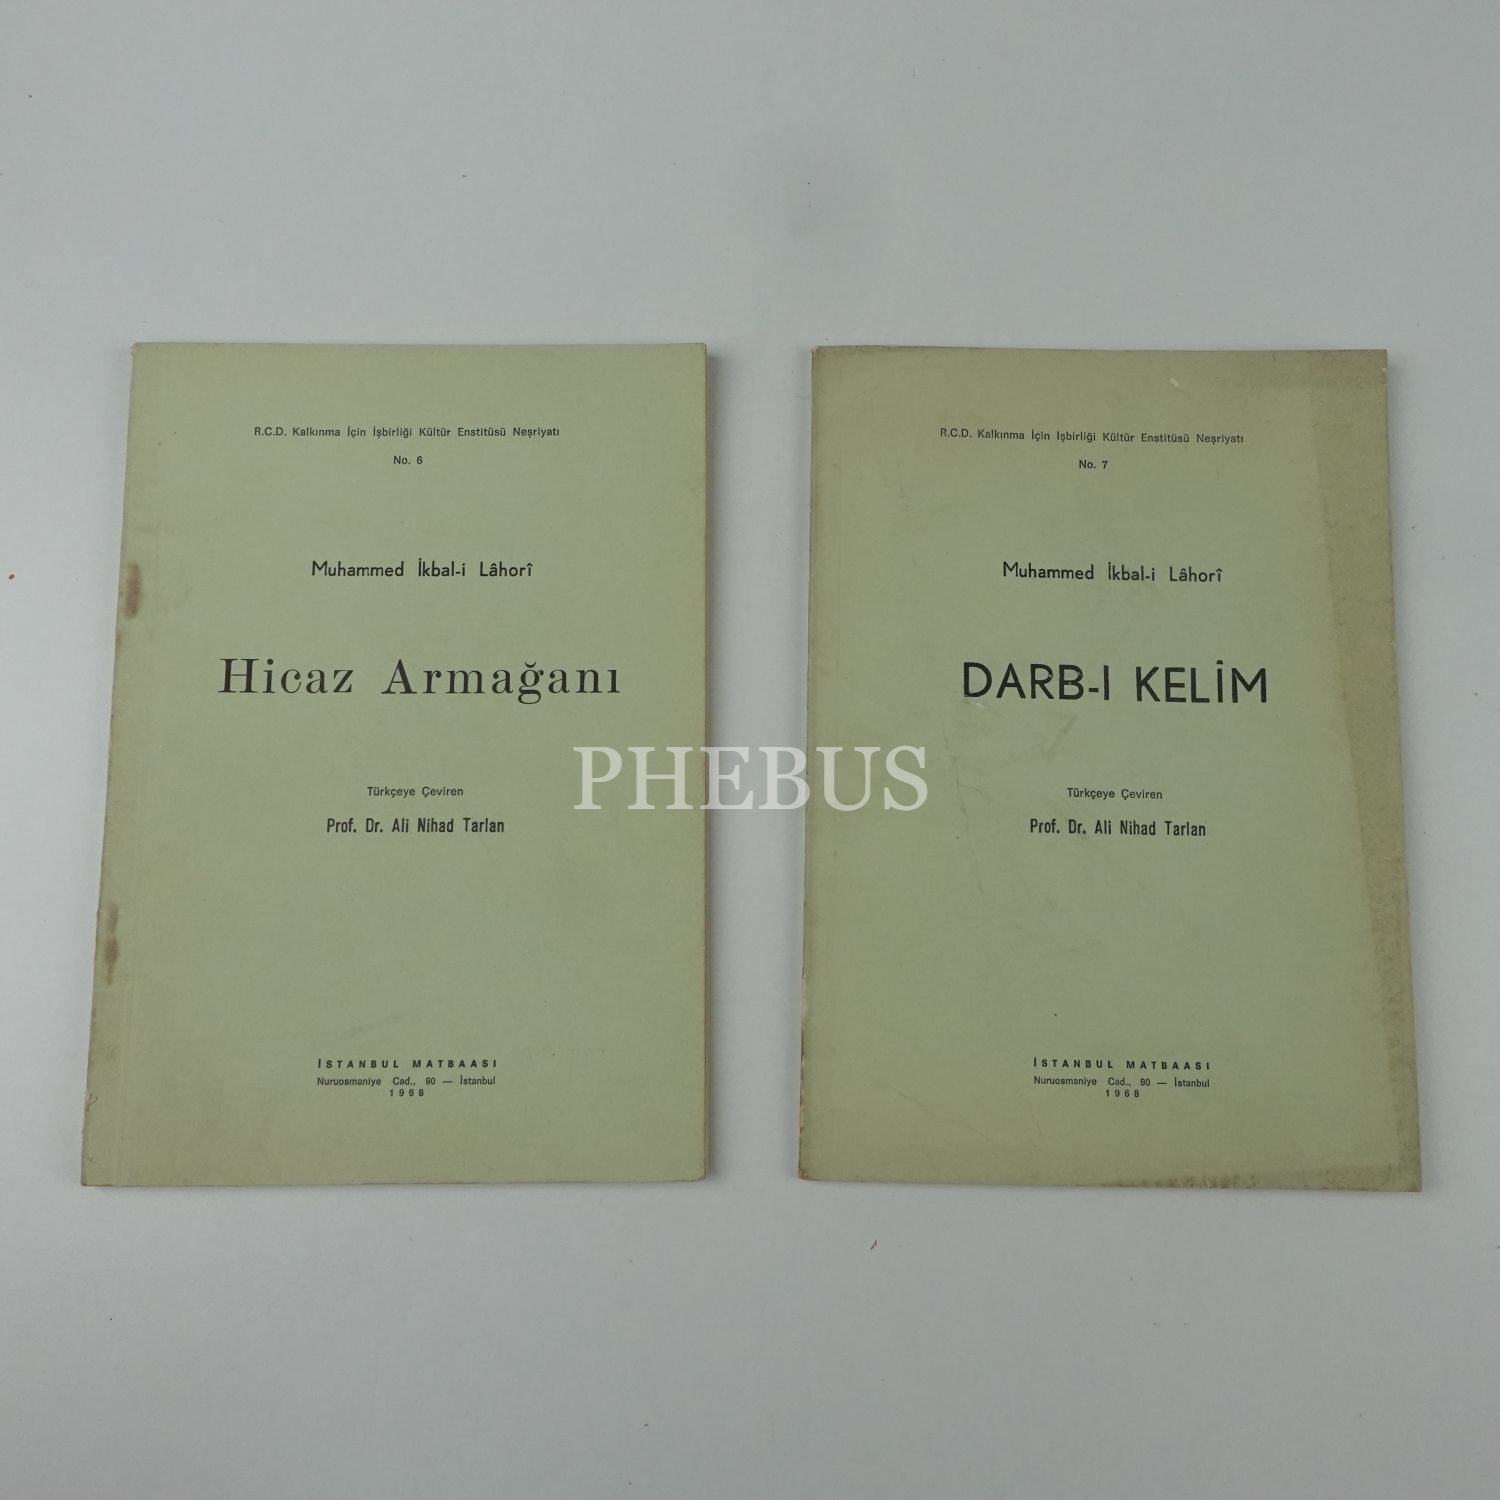 R.C.D. Kalkınma İçin İşbirliği Kültür Enstitüsü Neşriyatı
No. 6
Muhammed İkbal-i Lâhorî
Hicaz Armağanı
Türkçeye Çeviren
Prof. Dr. Ali Nihad Tarlan
İSTANBUL MATBAASI
Nuruosmaniye Cad., 90 — İstanbul
1968
R.C.D. Kalkınma İçin İşbirliği Kültür Enstitüsü Neşriyatı
No. 7
Muhammed İkbal-i Lâhorî
DARB-I KELİM
Türkçeye Çeviren
Prof. Dr. Ali Nihad Tarlan
İSTANBUL MATBAASI
Nuruosmaniye Cad., 90 — İstanbul
1968
PHEBUS